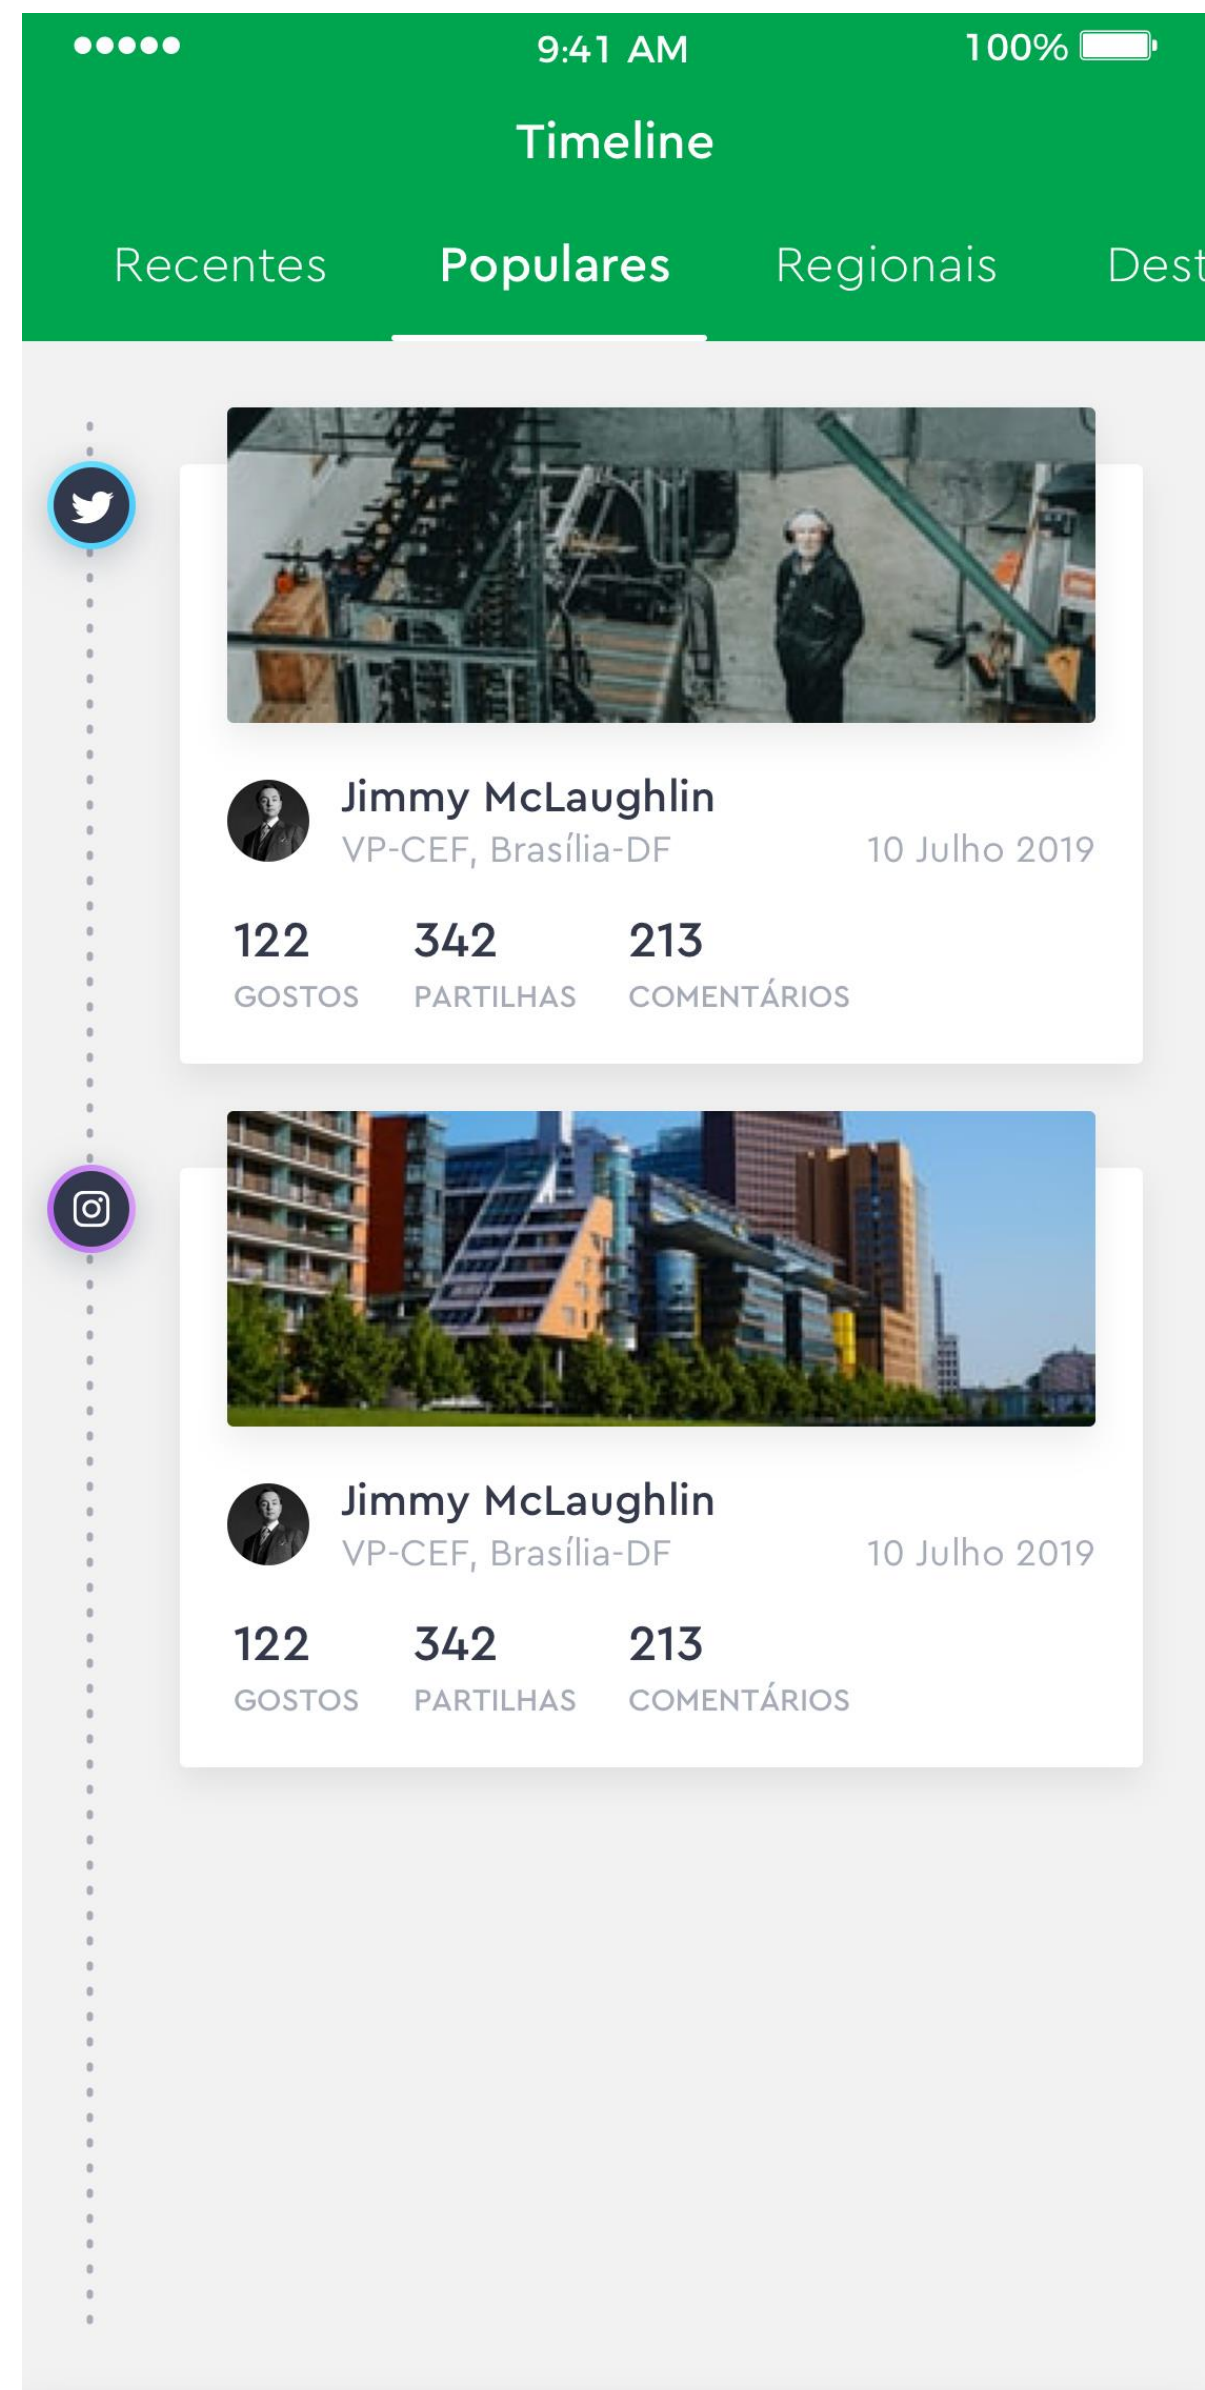 9:41 AM
100%
Timeline
Recentes
Populares
Regionais
Dest
Jimmy McLaughlin
VP-CEF, Brasília-DF
10 Julho 2019
122
342
213
GOSTOS
PARTILHAS
COMENTÁRIOS
Jimmy McLaughlin
VP-CEF, Brasília-DF
10 Julho 2019
122
342
213
GOSTOS
PARTILHAS
COMENTÁRIOS